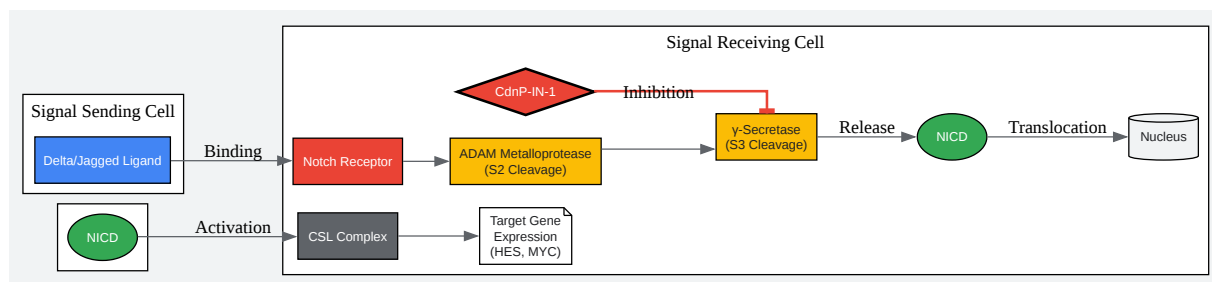 Signal Receiving Cell
CdnP-IN-1
Inhibition
Signal Sending Cell
Delta/Jagged Ligand
Binding
Notch Receptor
ADAM Metalloprotease
(S2 Cleavage)
γ-Secretase
(S3 Cleavage)
Release
NICD
Translocation
Nucleus
NICD
Activation
CSL Complex
Target Gene
Expression
(HES, MYC)